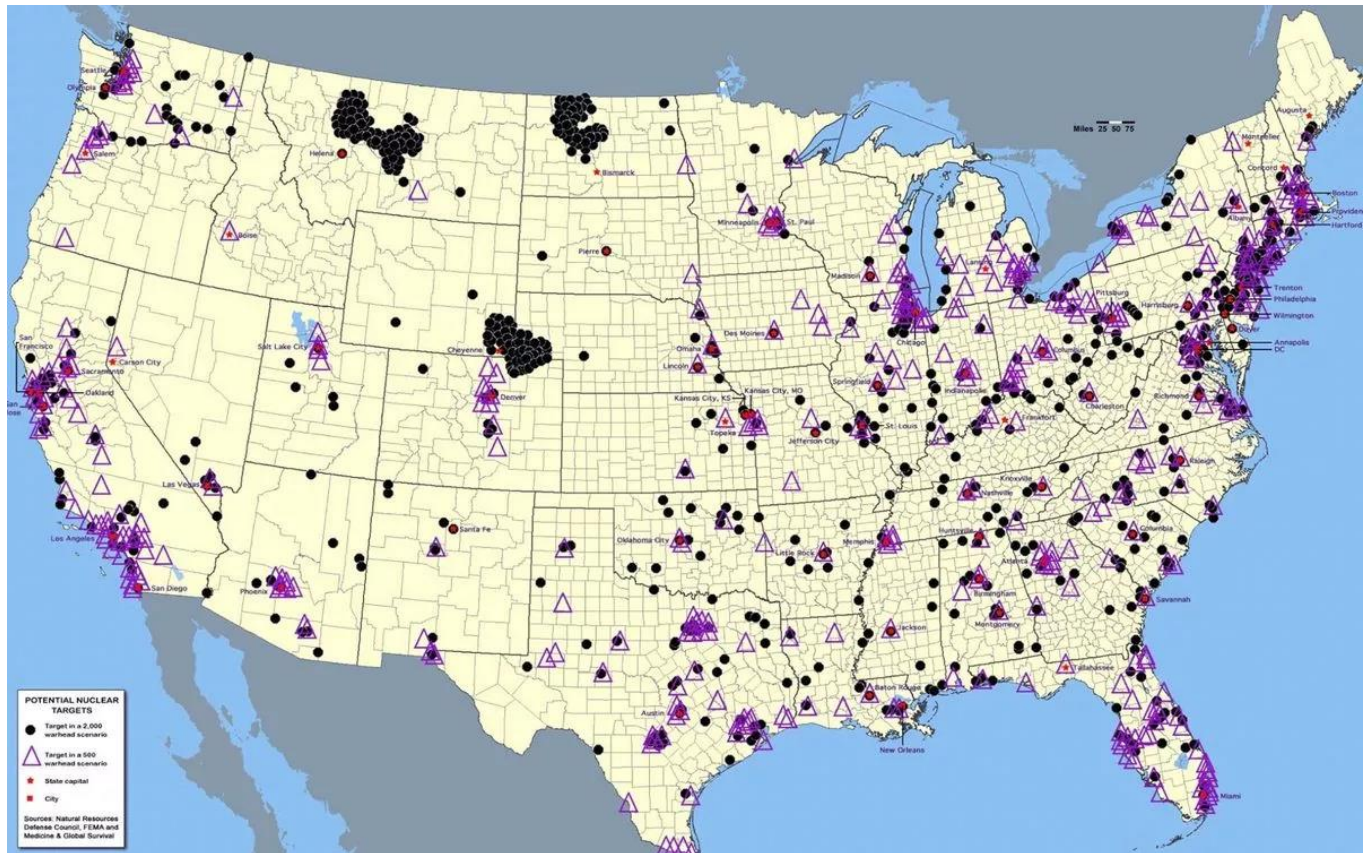 Seattle
Olympia
Salem
Helena
Bismarck
Boise
Pierre
Minneapolis
St. Paul
Miles 25 50 75
Augusta
Montpelier
Concord
Boston
Providen
Hartford
Albany
Lansing
Madison
Chicago
Pittsburg
Harrisburg
Trenton
Philadelphia
Wilmington
Dover
Annapolis
DC
San Francisco
Carson City
Sacramento
Oakland
San Jose
Salt Lake City
Cheyenne
Denver
Des Moines
Omaha
Lincoln
Kansas City, MO
Kansas City, KS
Topeka
Jefferson City
St. Louis
Springfield
Indianapolis
Columbus
Frankfort
Charleston
Richmond
Raleigh
Las Vegas
Los Angeles
San Diego
Phoenix
Santa Fe
Oklahoma City
Little Rock
Memphis
Nashville
Knoxville
Huntsville
Atlanta
Columbia
Birmingham
Montgomery
Savannah
Jackson
Tallahassee
Baton Rouge
New Orleans
Austin
Miami
POTENTIAL NUCLEAR
TARGETS
Target in a 2,000
warhead scenario
Target in a 500
warhead scenario
State capital
City
Sources: Natural Resources
Defense Council, FEMA and
Medicine & Global Survival